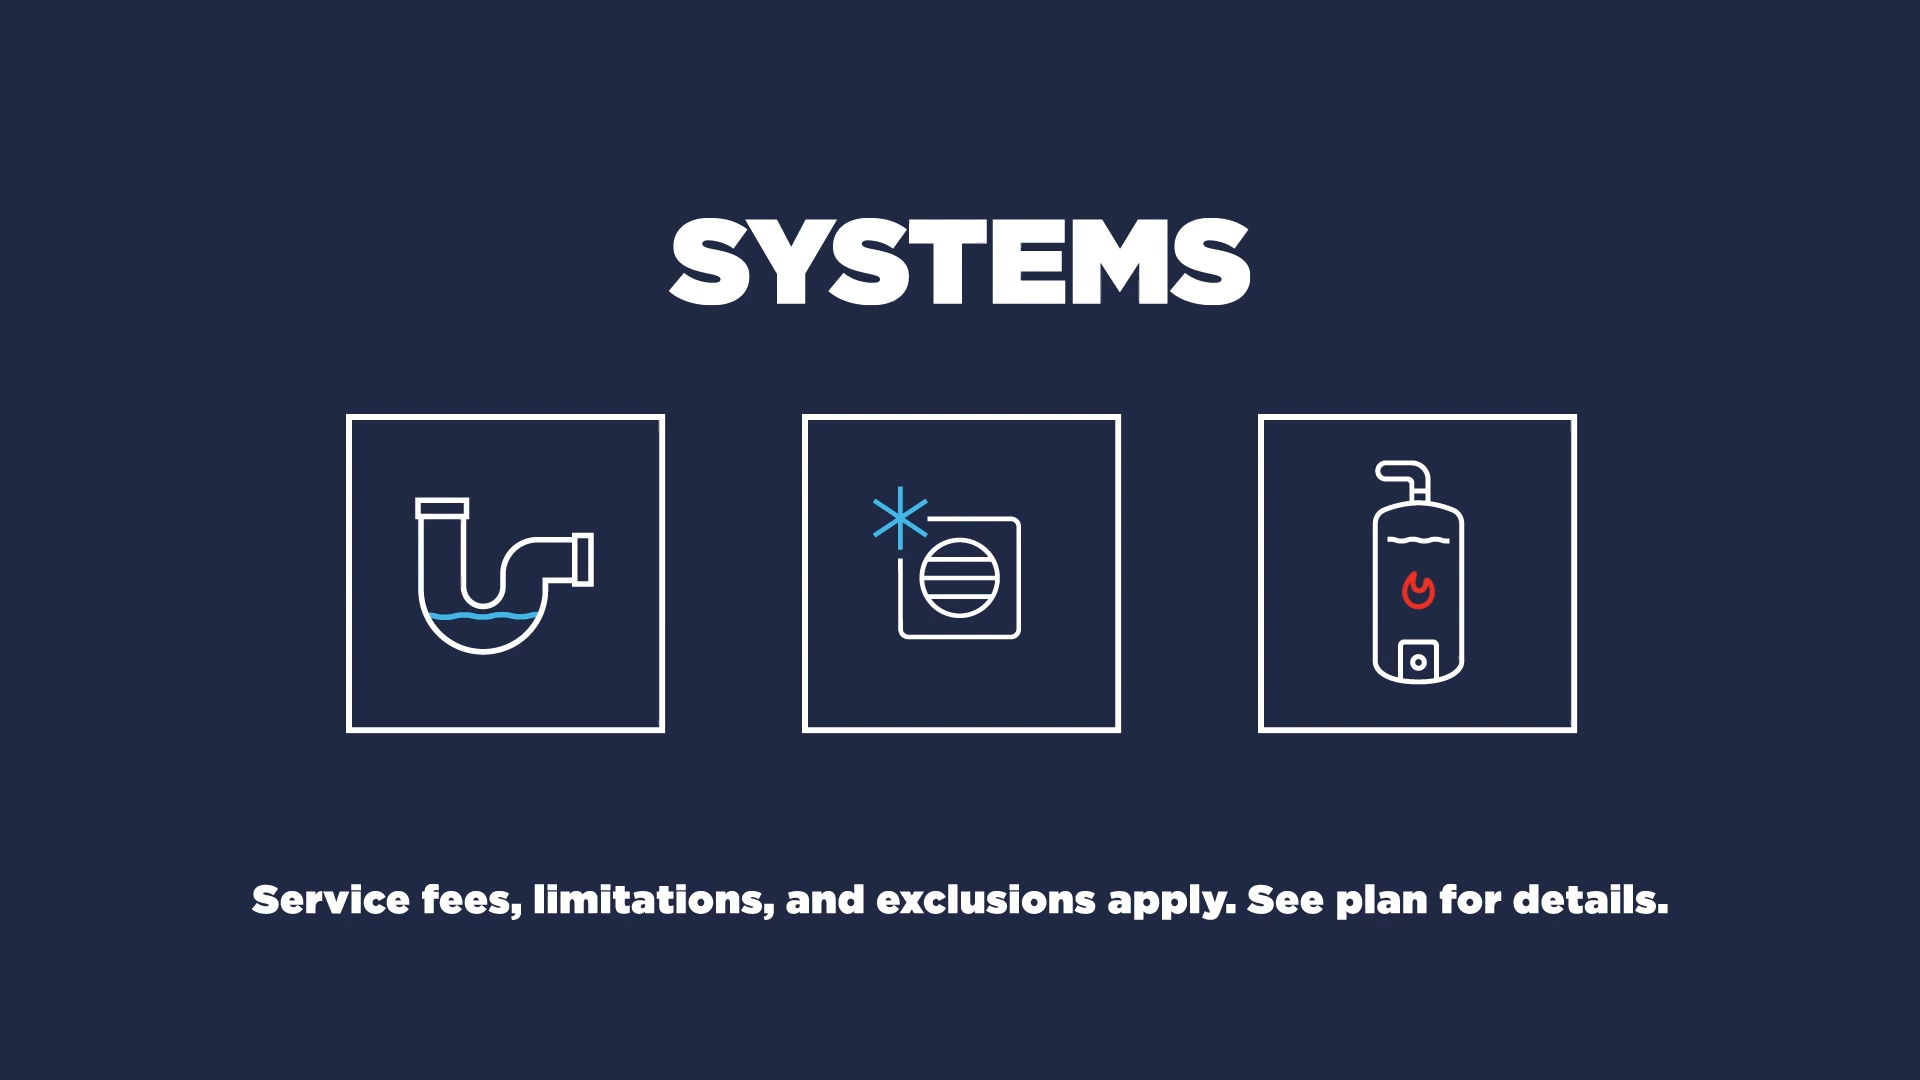 SYSTEMS
Service fees, limitations, and exclusions apply. See plan for details.